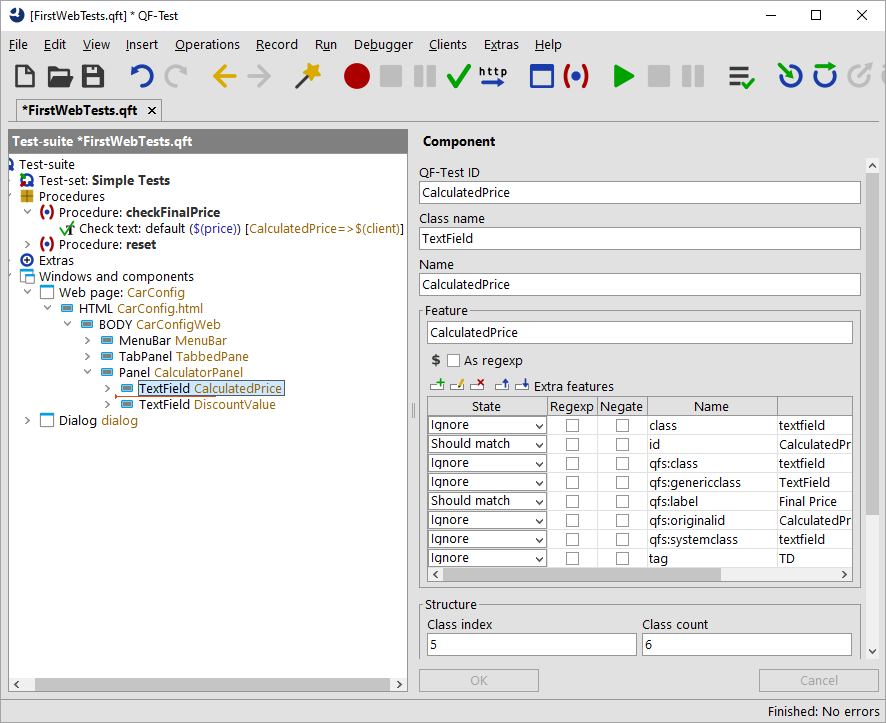 [FirstWebTests.qft] * QF-Test
File Edit View Insert Operations Record Run Debugger Clients Extras Help
http
*FirstWebTests.qft
Test-suite *FirstWebTests.qft
Test-suite
Test-set: Simple Tests
Procedures
Procedure: checkFinalPrice
Check text: default ($(price)) [CalculatedPrice=>$(client)]
Procedure: reset
Extras
Windows and components
Web page: CarConfig
HTML CarConfig.html
BODY CarConfigWeb
MenuBar MenuBar
TabPanel TabbedPane
Panel CalculatorPanel
TextField CalculatedPrice
TextField DiscountValue
Dialog dialog
Component
QF-Test ID
CalculatedPrice
Class name
TextField
Name
CalculatedPrice
Feature
CalculatedPrice
$ As regexp
Extra features
State Regexp Negate Name
Ignore class textfield
Should match id CalculatedPr
Ignore qfs:class textfield
Ignore qfs:genericclass TextField
Should match qfs:label Final Price
Ignore qfs:originalid CalculatedPr
Ignore qfs:systemclass textfield
Ignore tag TD
Structure
Class index Class count
5 6
OK Cancel
Finished: No errors